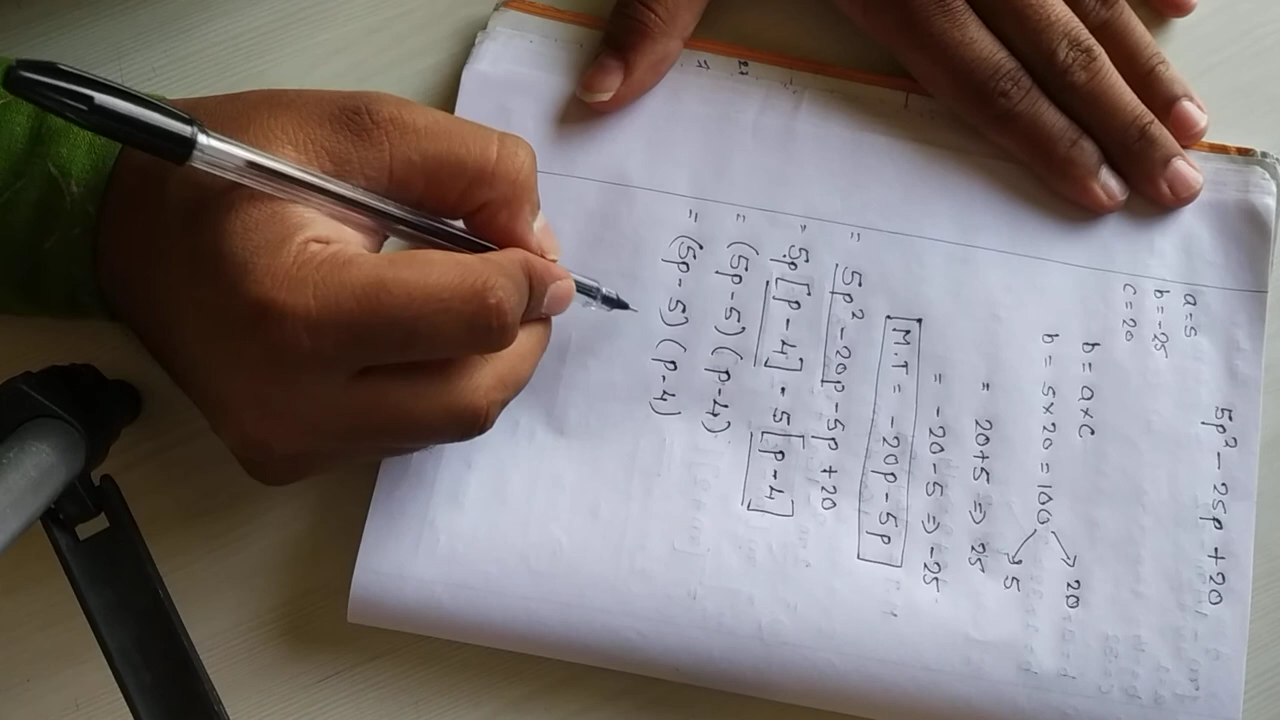 5p² - 25p + 20
a = 5
b = -25
c = 20
b = a × c
b = 5 × 20 = 100 → 20
→ 5
= 20 + 5 ⇒ 25
= -20 - 5 ⇒ -25
M.T = -20p - 5p
= 5p² - 20p - 5p + 20
= 5p [p - 4] - 5 [p - 4]
= (5p - 5) (p - 4)
= (5p - 5) (p - 4)